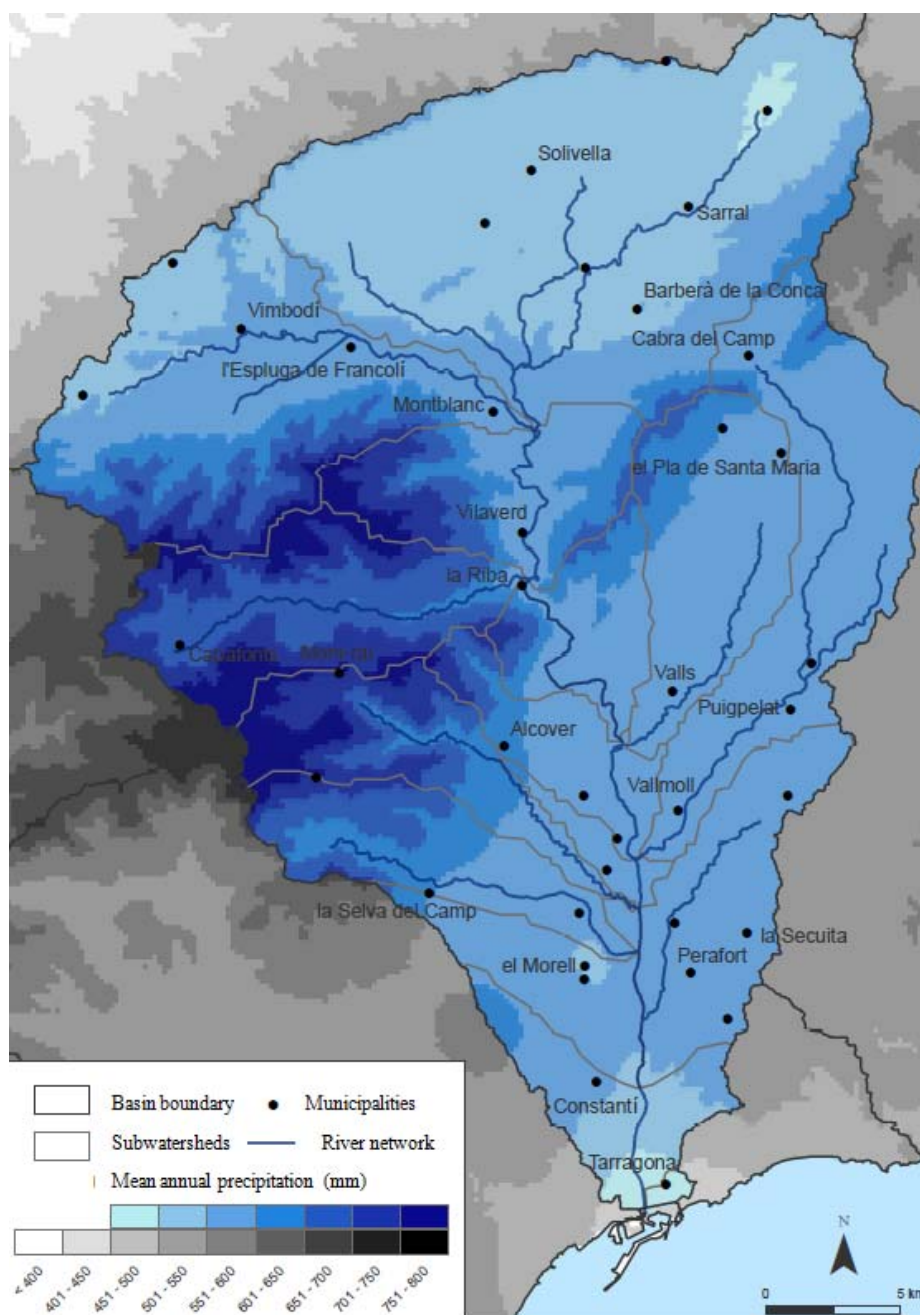 Solivella
Sarral
Barberà de la Conca
Vimbodí
Cabra del Camp
l'Espluga de Francolí
Montblanc
el Pla de Santa Maria
Vilaverd
la Riba
Capafonts
Valls
Puigpelat
Alcover
Vallmoll
la Selva del Camp
la Secuita
Perafort
el Morell
Constantí
Tarragona
Basin boundary
Municipalities
Subwatersheds
River network
Mean annual precipitation (mm)
< 400
401 - 450
451 - 500
501 - 550
551 - 600
601 - 650
651 - 700
701 - 750
751 - 800
N
0 5 km